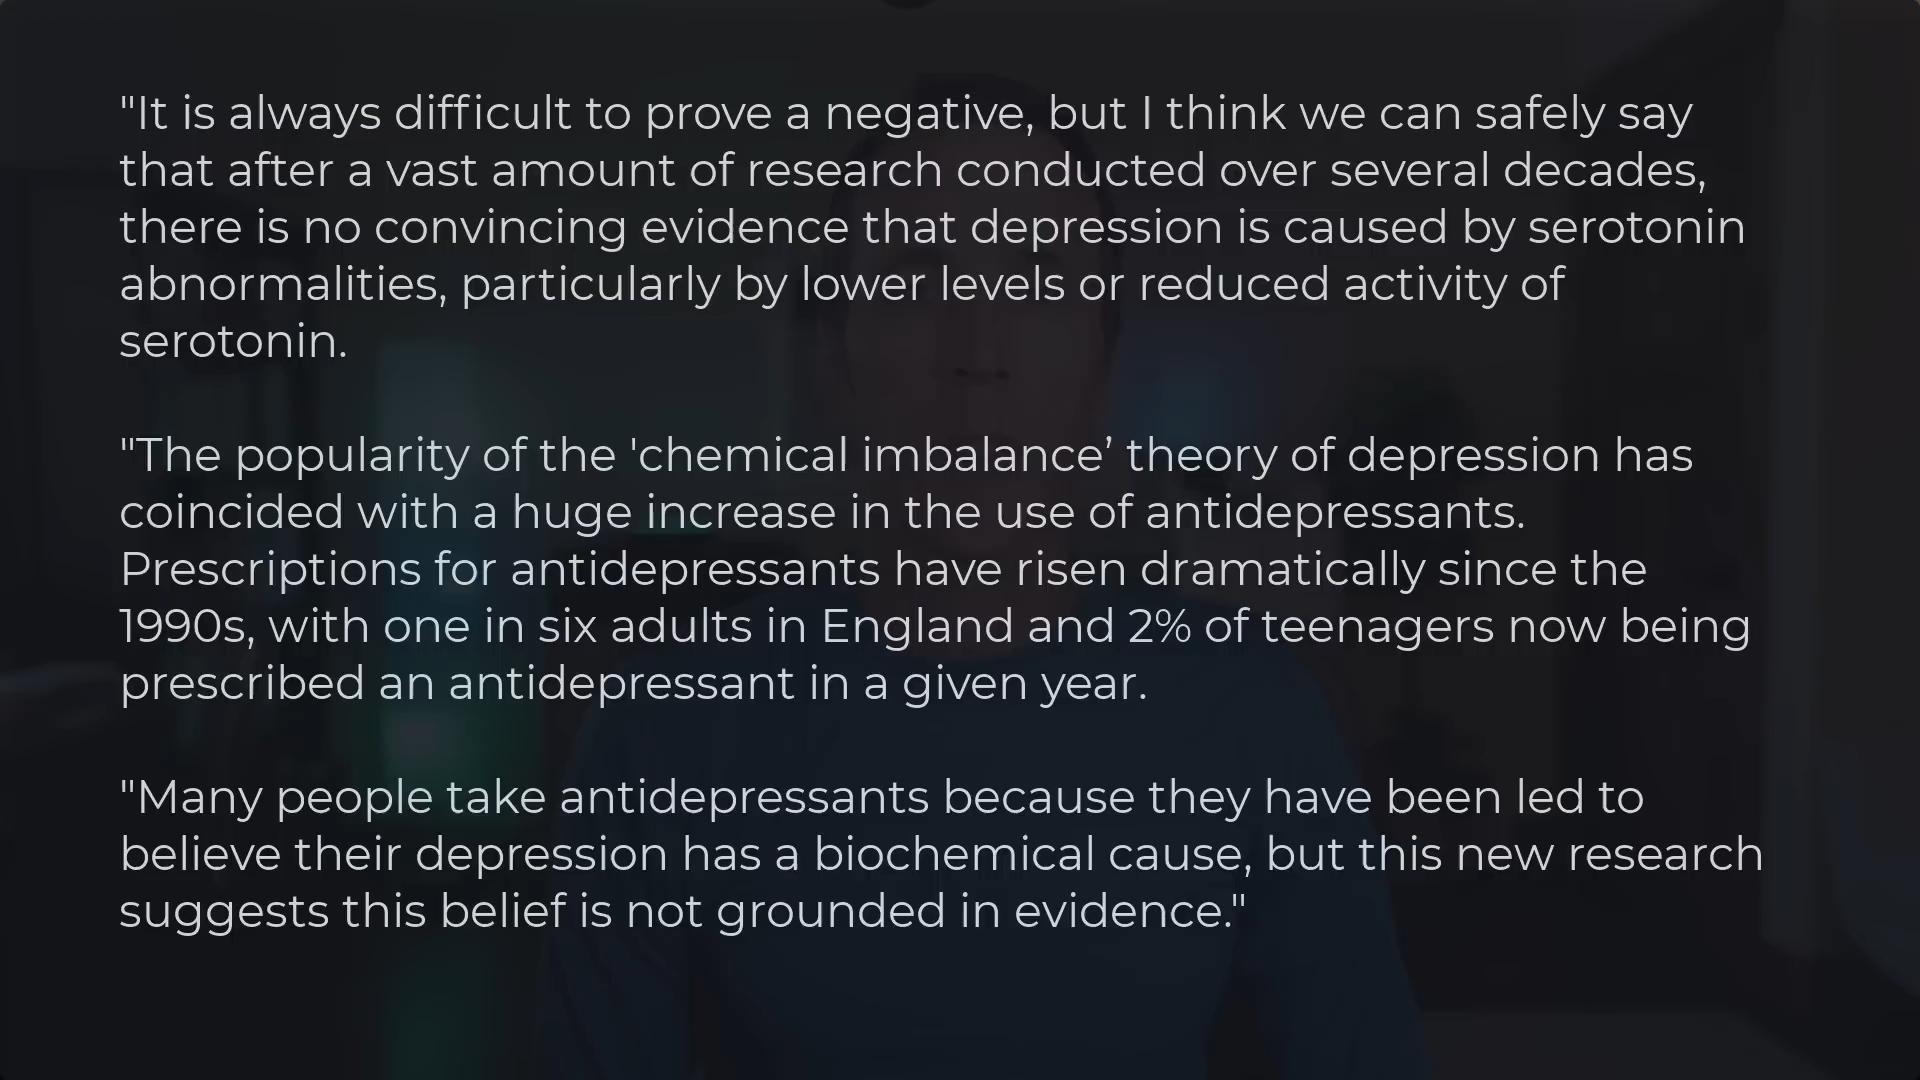 "It is always difficult to prove a negative, but I think we can safely say
that after a vast amount of research conducted over several decades,
there is no convincing evidence that depression is caused by serotonin
abnormalities, particularly by lower levels or reduced activity of
serotonin.
"The popularity of the 'chemical imbalance’ theory of depression has
coincided with a huge increase in the use of antidepressants.
Prescriptions for antidepressants have risen dramatically since the
1990s, with one in six adults in England and 2% of teenagers now being
prescribed an antidepressant in a given year.
"Many people take antidepressants because they have been led to
believe their depression has a biochemical cause, but this new research
suggests this belief is not grounded in evidence."